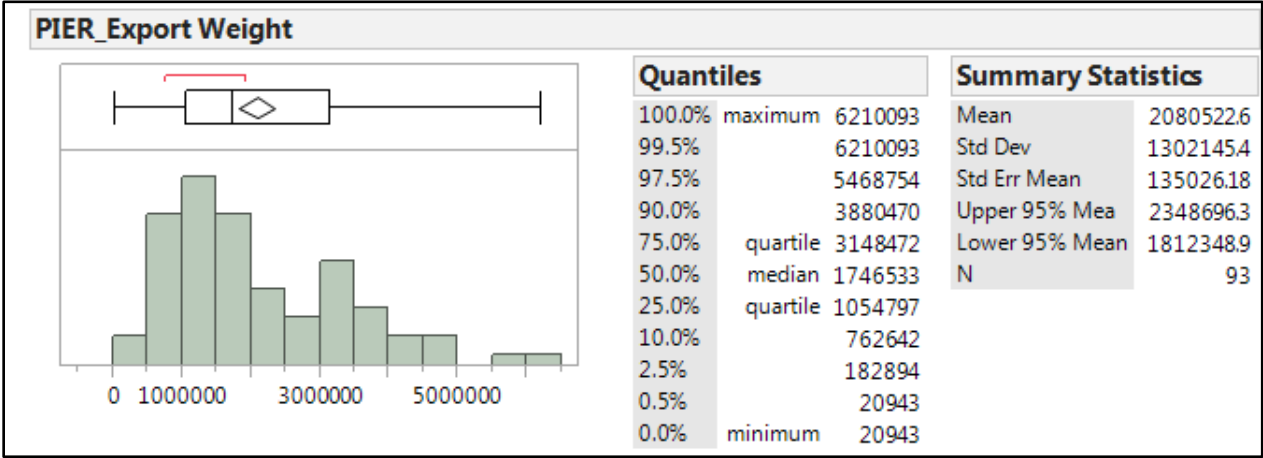 PIER_Export Weight
0 1000000 3000000 5000000
Quantiles
100.0% maximum 6210093
99.5% 6210093
97.5% 5468754
90.0% 3880470
75.0% quartile 3148472
50.0% median 1746533
25.0% quartile 1054797
10.0% 762642
2.5% 182894
0.5% 20943
0.0% minimum 20943
Summary Statistics
Mean 2080522.6
Std Dev 1302145.4
Std Err Mean 135026.18
Upper 95% Mea 2348696.3
Lower 95% Mean 1812348.9
N 93